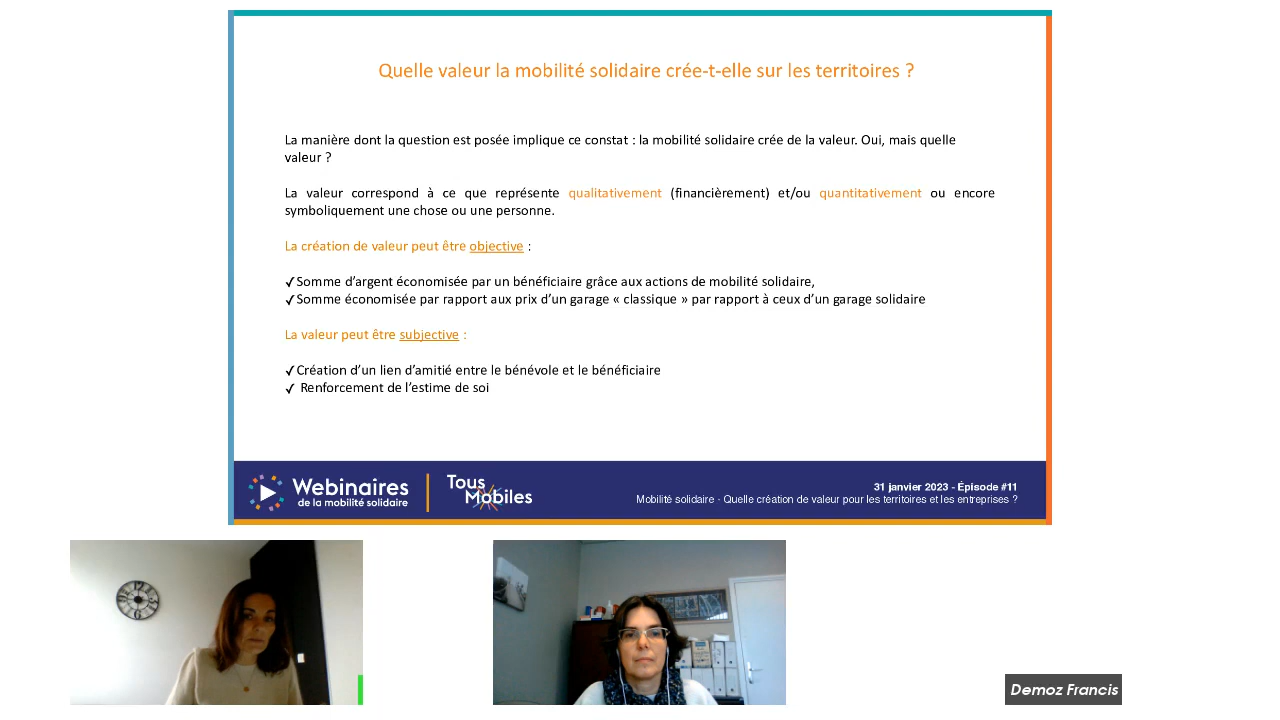 Quelle valeur la mobilité solidaire crée-t-elle sur les territoires ?
La manière dont la question est posée implique ce constat : la mobilité solidaire crée de la valeur. Oui, mais quelle
valeur ?
La valeur correspond à ce que représente qualitativement (financièrement) et/ou quantitativement ou encore
symboliquement une chose ou une personne.
La création de valeur peut être objective :
✓Somme d’argent économisée par un bénéficiaire grâce aux actions de mobilité solidaire,
✓Somme économisée par rapport aux prix d’un garage « classique » par rapport à ceux d’un garage solidaire
La valeur peut être subjective :
✓Création d’un lien d’amitié entre le bénévole et le bénéficiaire
✓ Renforcement de l’estime de soi
Webinaires
de la mobilité solidaire
Tous
Mobiles
31 janvier 2023 - Épisode #11
Mobilité solidaire - Quelle création de valeur pour les territoires et les entreprises ?
Demoz Francis